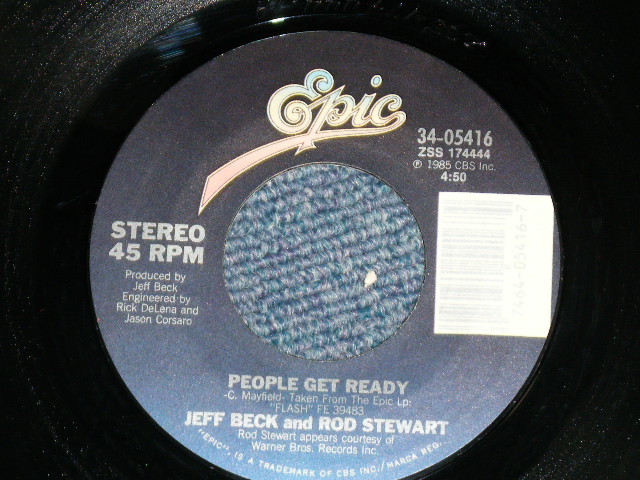 Epic
34-05416
ZSS 174444
℗ 1985 CBS Inc.
4:50
STEREO
45 RPM
Produced by
Jeff Beck
Engineered by
Rick DeLena and
Jason Corsaro
PEOPLE GET READY
-C. Mayfield- Taken From The Epic Lp:
"FLASH" FE 39483
JEFF BECK and ROD STEWART
Rod Stewart appears courtesy of
Warner Bros. Records Inc.
"EPIC", IS A TRADEMARK OF CBS INC./MARCA REG.